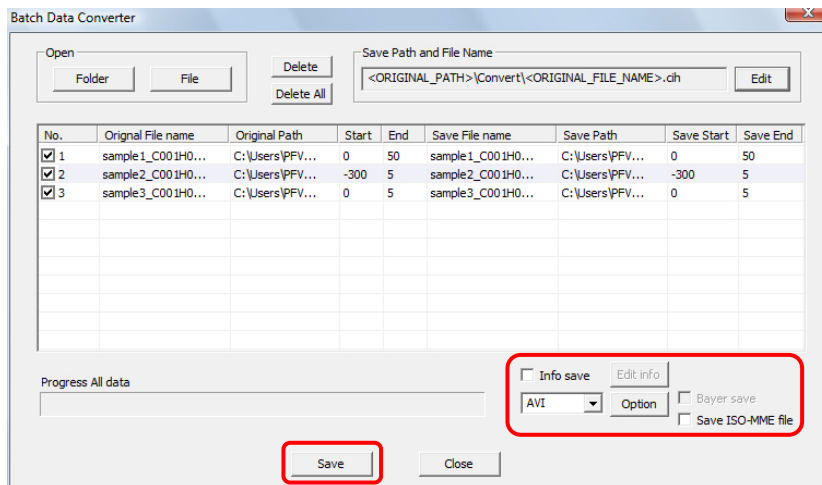 Batch Data Converter
Open
Folder File
Delete
Delete All
Save Path and File Name
<ORIGINAL_PATH>\Convert\<ORIGINAL_FILE_NAME>.cih Edit
No. Orignal File name Original Path Start End Save File name Save Path Save Start Save End
1 sample1_C001H0... C:\Users\PFV... 0 50 sample1_C001H0... C:\Users\PFV... 0 50
2 sample2_C001H0... C:\Users\PFV... -300 5 sample2_C001H0... C:\Users\PFV... -300 5
3 sample3_C001H0... C:\Users\PFV... 0 5 sample3_C001H0... C:\Users\PFV... 0 5
Progress All data
Info save Edit info
AVI Option Bayer save
Save ISO-MME file
Save Close